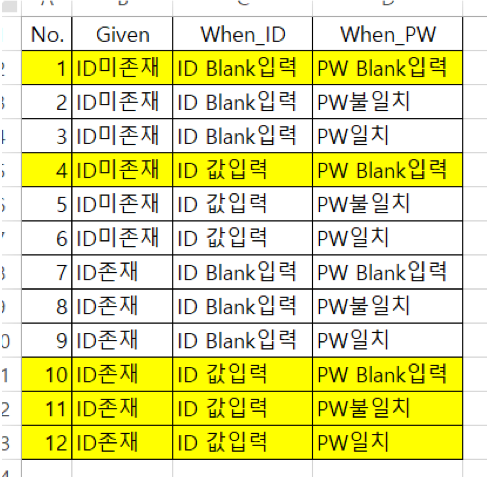 No. Given When_ID When_PW
1 ID미존재 ID Blank입력 PW Blank입력
2 ID미존재 ID Blank입력 PW불일치
3 ID미존재 ID Blank입력 PW일치
4 ID미존재 ID 값입력 PW Blank입력
5 ID미존재 ID 값입력 PW불일치
6 ID미존재 ID 값입력 PW일치
7 ID존재 ID Blank입력 PW Blank입력
8 ID존재 ID Blank입력 PW불일치
9 ID존재 ID Blank입력 PW일치
10 ID존재 ID 값입력 PW Blank입력
11 ID존재 ID 값입력 PW불일치
12 ID존재 ID 값입력 PW일치